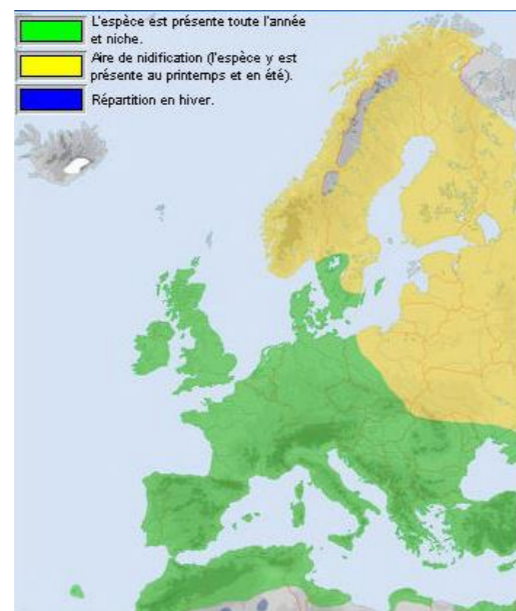 L'espèce est présente toute l'année
et niche.
Aire de nidification (l'espèce y est
présente au printemps et en été).
Répartition en hiver.